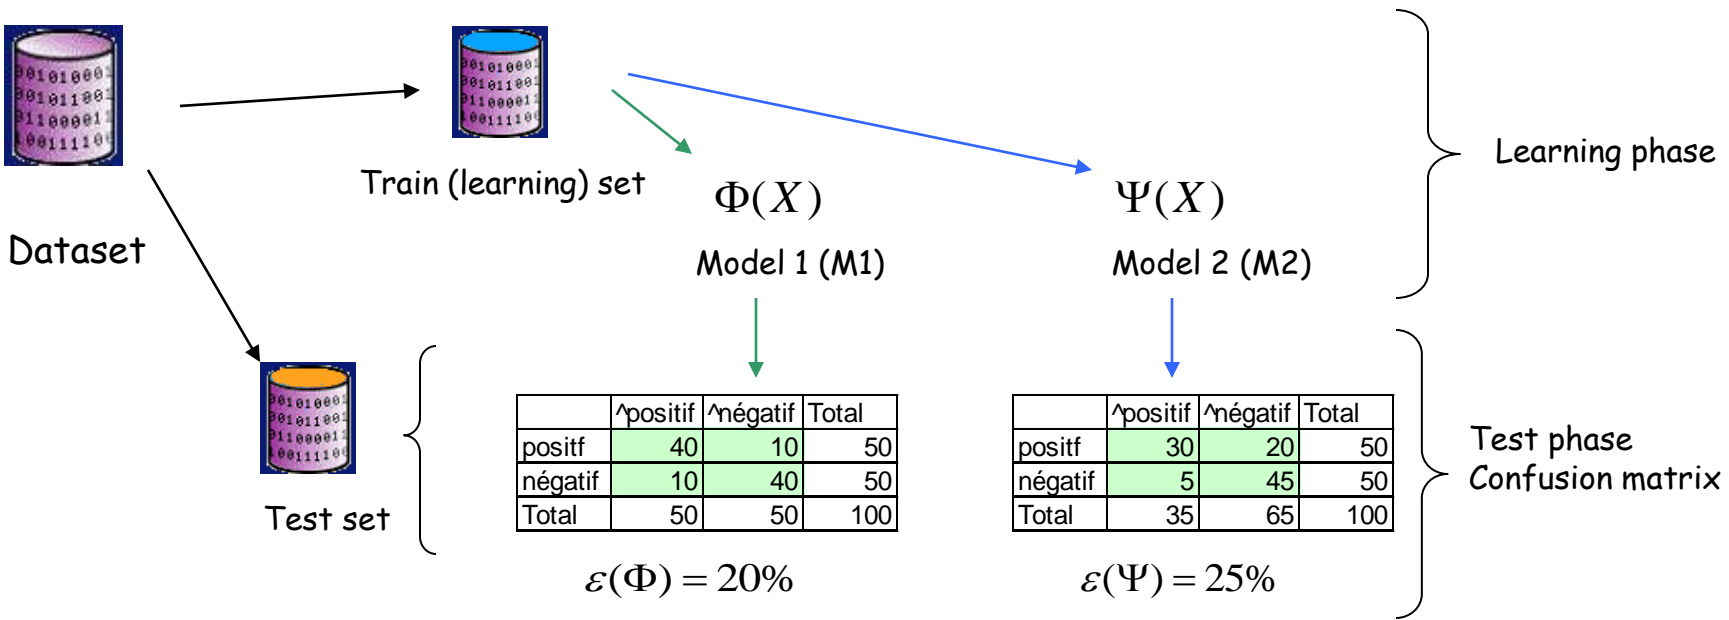 Dataset
Train (learning) set
Φ(X)
Model 1 (M1)
Ψ(X)
Model 2 (M2)
Learning phase
Test set
^positif ^négatif Total
positf 40 10 50
négatif 10 40 50
Total 50 50 100
ε(Φ) = 20%
^positif ^négatif Total
positf 30 20 50
négatif 5 45 50
Total 35 65 100
ε(Ψ) = 25%
Test phase
Confusion matrix